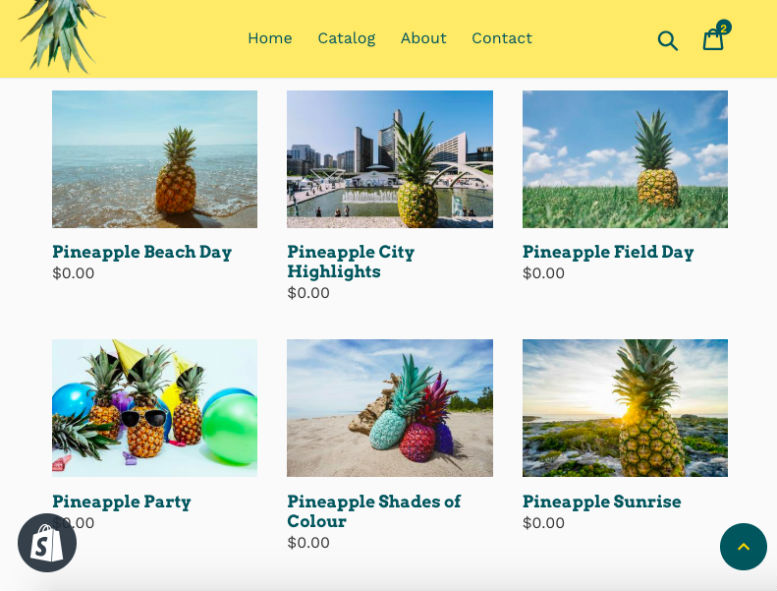 Home Catalog About Contact
2
Pineapple Beach Day
$0.00
Pineapple City
Highlights
$0.00
Pineapple Field Day
$0.00
Pineapple Party
$0.00
Pineapple Shades of
Colour
$0.00
Pineapple Sunrise
$0.00